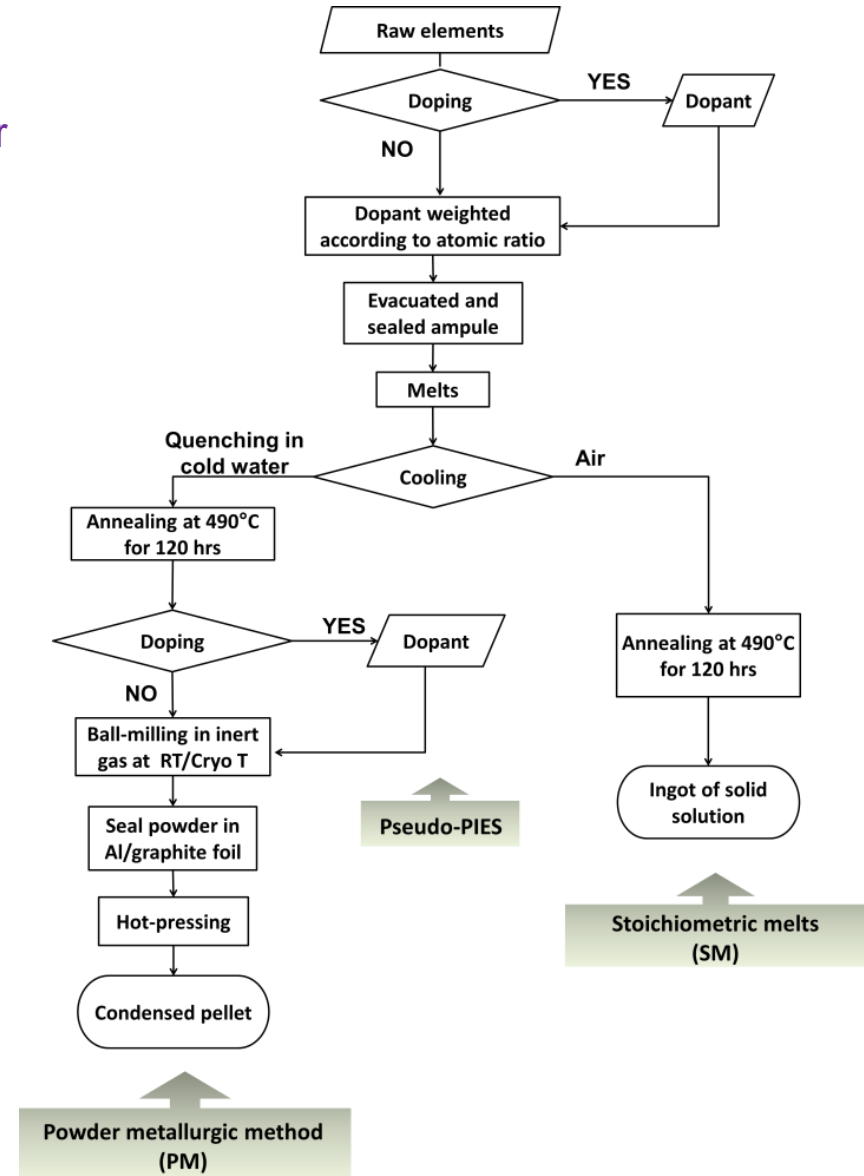 Raw elements
Doping
YES
Dopant
r
NO
Dopant weighted
according to atomic ratio
Evacuated and
sealed ampule
Melts
Quenching in
cold water
Cooling
Air
Annealing at 490°C
for 120 hrs
Doping
YES
Dopant
NO
Ball-milling in inert
gas at RT/Cryo T
Seal powder in
Al/graphite foil
Hot-pressing
Condensed pellet
Powder metallurgic method
(PM)
Pseudo-PIES
Annealing at 490°C
for 120 hrs
Ingot of solid
solution
Stoichiometric melts
(SM)